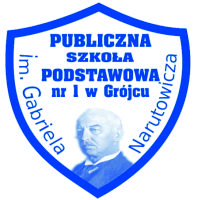 PUBLICZNA
SZKOŁA
PODSTAWOWA
nr 1 w Grójcu
im. Gabriela
Narutowicza